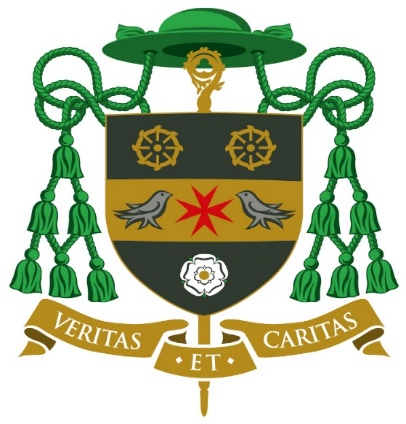 VERITAS
· ET ·
CARITAS